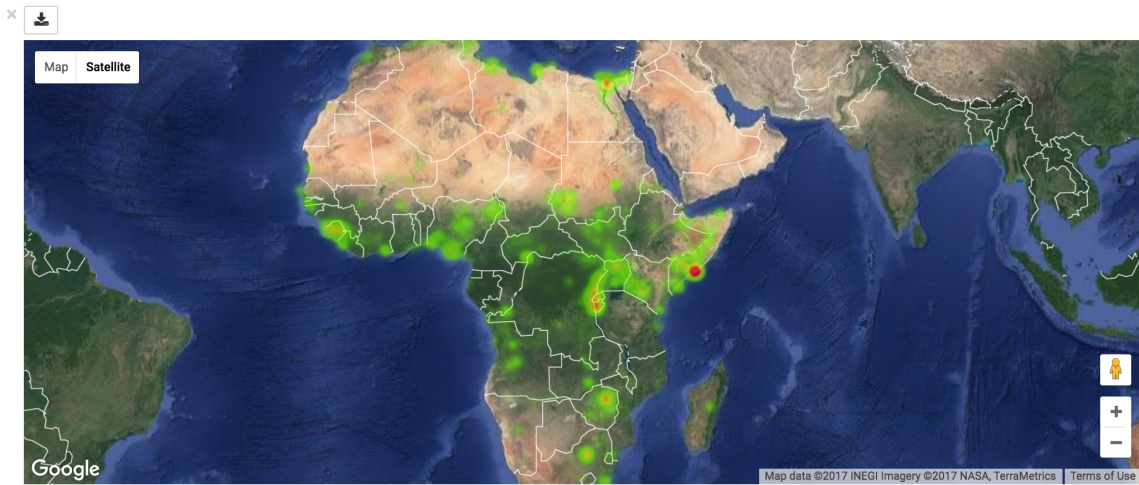 Map Satellite
Google
Map data ©2017 INEGI Imagery ©2017 NASA, TerraMetrics Terms of Use